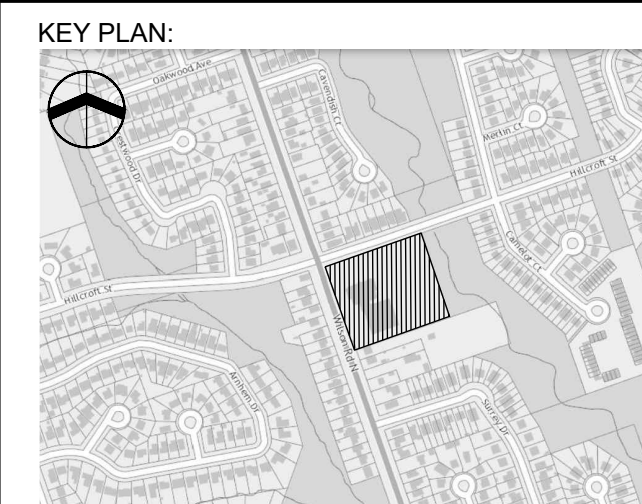 KEY PLAN:
Oakwood Ave
Cavendish Ct
Merlin Ct
Hillcroft St
Camelot Ct
Hillcroft St
Wilson Rd N
Arnhem Dr
Surrey Dr